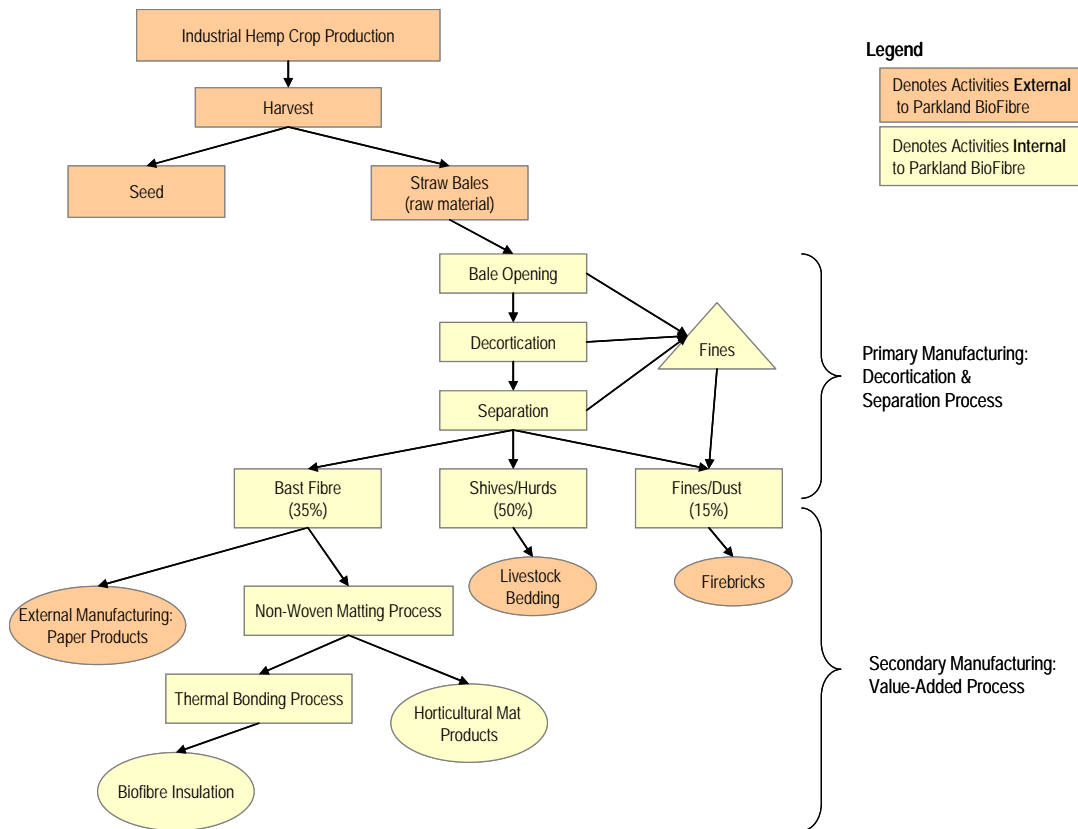 Industrial Hemp Crop Production
Legend
Denotes Activities External
to Parkland BioFibre
Harvest
Denotes Activities Internal
to Parkland BioFibre
Seed
Straw Bales
(raw material)
Bale Opening
Decortication
Fines
Separation
Primary Manufacturing:
Decortication &
Separation Process
Bast Fibre
(35%)
Shives/Hurds
(50%)
Fines/Dust
(15%)
External Manufacturing:
Paper Products
Non-Woven Matting Process
Livestock
Bedding
Firebricks
Thermal Bonding Process
Horticultural Mat
Products
Secondary Manufacturing:
Value-Added Process
Biofibre Insulation